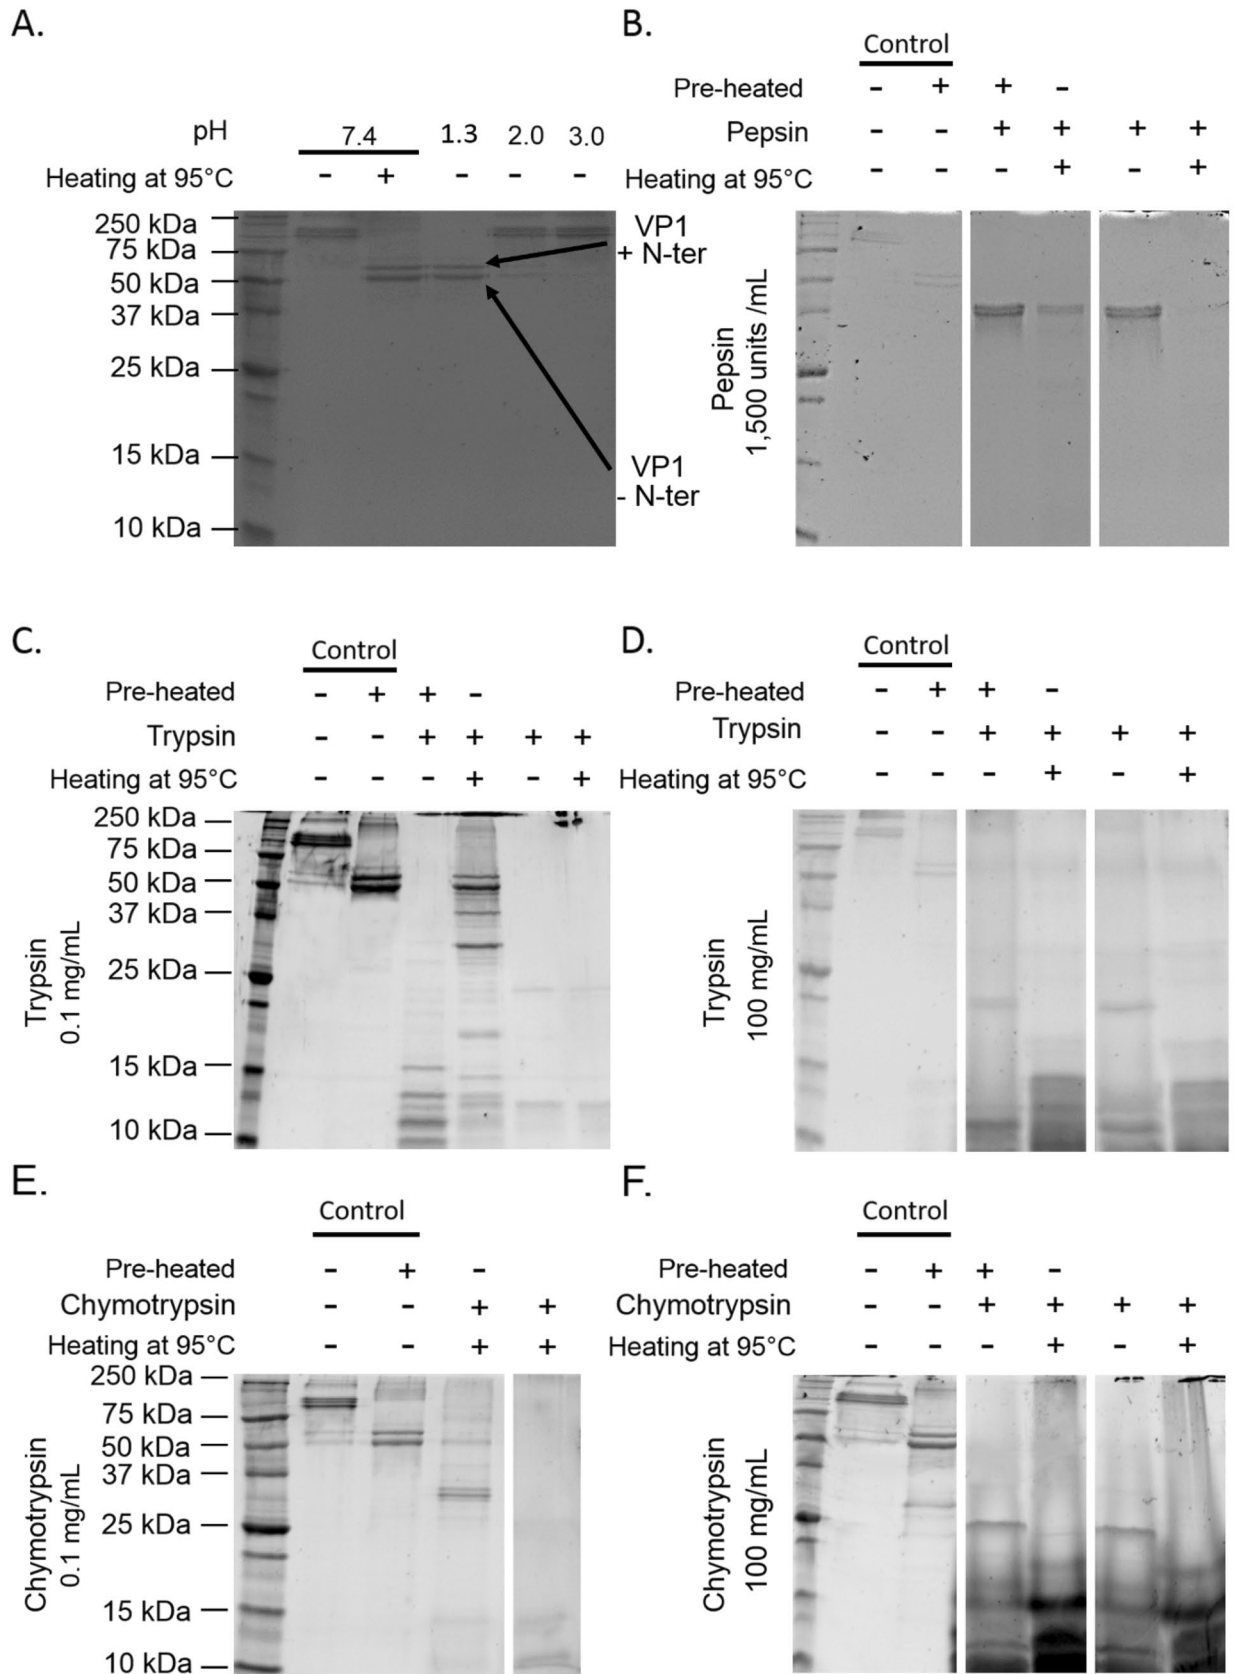 A.
pH 7.4 1.3 2.0 3.0
Heating at 95°C - + - - -
250 kDa
75 kDa
50 kDa
37 kDa
25 kDa
15 kDa
10 kDa
VP1
+ N-ter
VP1
- N-ter
B.
Control
Pre-heated - + + -
Pepsin - - + + + +
Heating at 95°C - - - + - +
Pepsin
1,500 units /mL
C.
Control
Pre-heated - + + -
Trypsin - - + + + +
Heating at 95°C - - - + - +
250 kDa
75 kDa
50 kDa
37 kDa
25 kDa
15 kDa
10 kDa
Trypsin
0.1 mg/mL
D.
Control
Pre-heated - + + -
Trypsin - - + + + +
Heating at 95°C - - - + - +
Trypsin
100 mg/mL
E.
Control
Pre-heated - + -
Chymotrypsin - - + +
Heating at 95°C - - + +
250 kDa
75 kDa
50 kDa
37 kDa
25 kDa
15 kDa
10 kDa
Chymotrypsin
0.1 mg/mL
F.
Control
Pre-heated - + + -
Chymotrypsin - - + + + +
Heating at 95°C - - - + - +
Chymotrypsin
100 mg/mL